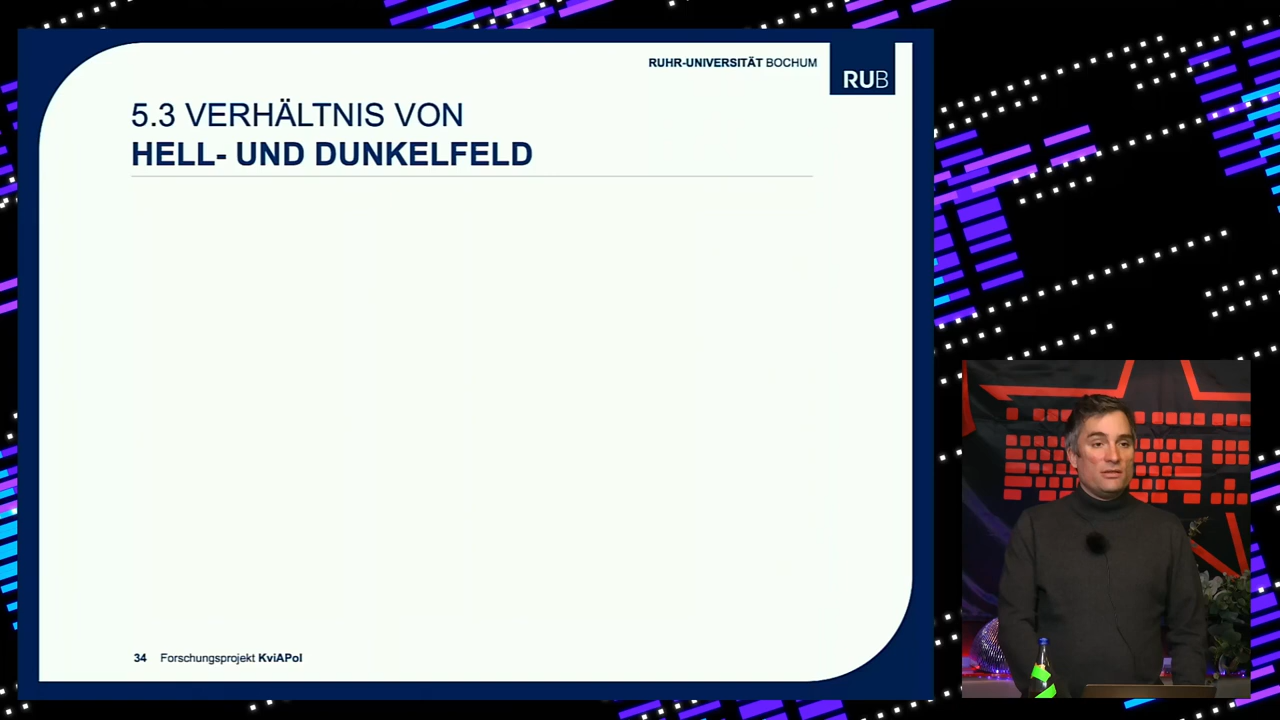 RUHR-UNIVERSITÄT BOCHUM
RUB
5.3 VERHÄLTNIS VON
HELL- UND DUNKELFELD
34 Forschungsprojekt KviAPol